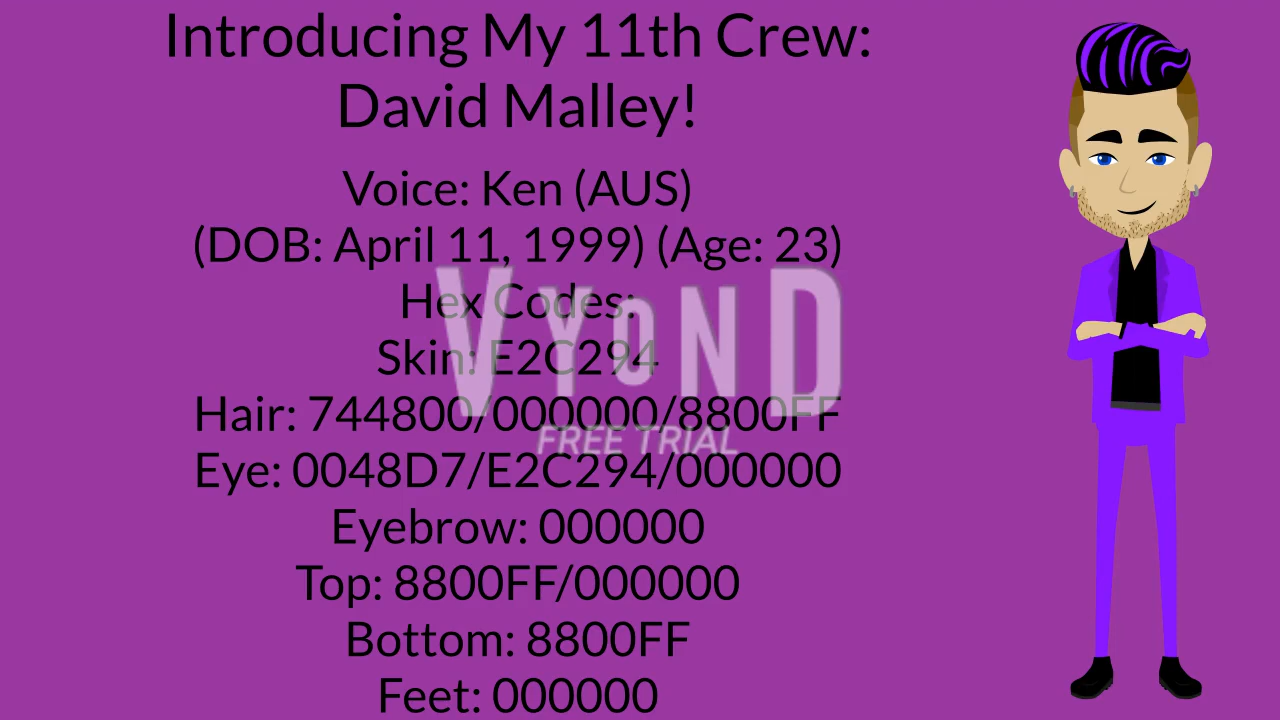 Introducing My 11th Crew:
David Malley!
Voice: Ken (AUS)
(DOB: April 11, 1999) (Age: 23)
Hex Codes:
Skin: E2C294
Hair: 744800/000000/8800FF
Eye: 0048D7/E2C294/000000
Eyebrow: 000000
Top: 8800FF/000000
Bottom: 8800FF
Feet: 000000
VYOND
FREE TRIAL